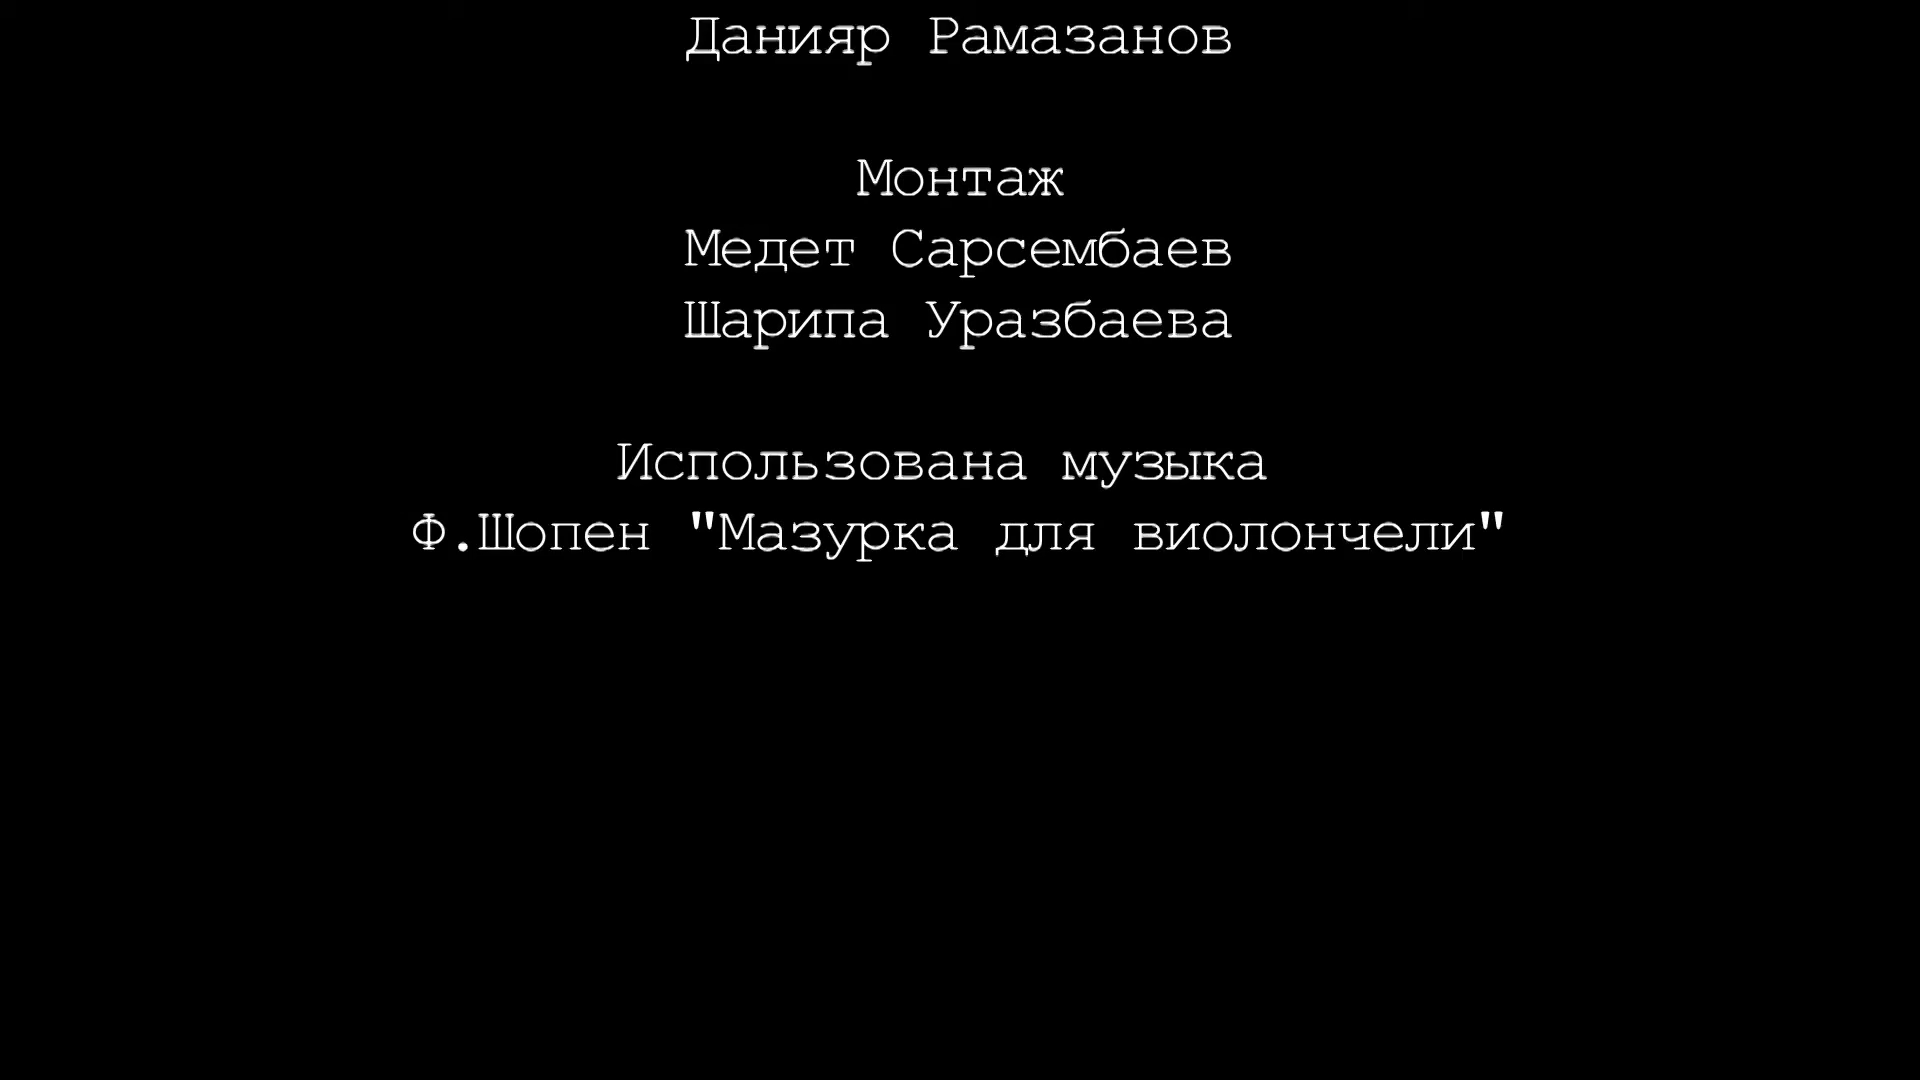 Данияр Рамазанов
Монтаж
Медет Сарсембаев
Шарипа Уразбаева
Использована музыка
Ф.Шопен "Мазурка для виолончели"